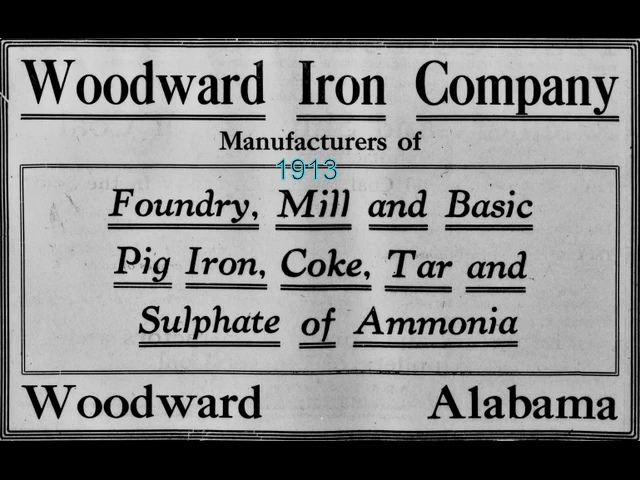 Woodward Iron Company
Manufacturers of
1913
Foundry, Mill and Basic
Pig Iron, Coke, Tar and
Sulphate of Ammonia
Woodward Alabama